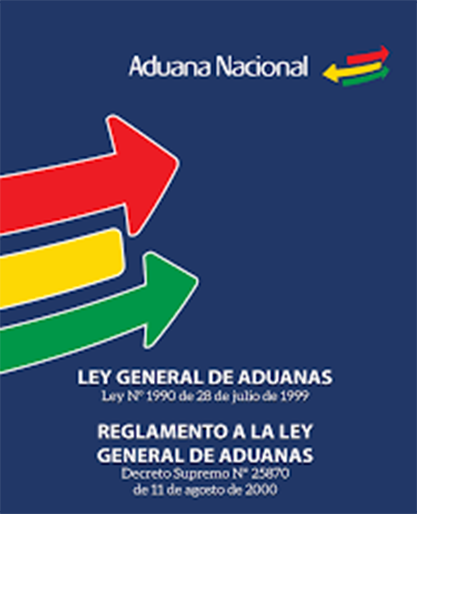 Aduana Nacional
LEY GENERAL DE ADUANAS
Ley N° 1990 de 28 de julio de 1999
REGLAMENTO A LA LEY
GENERAL DE ADUANAS
Decreto Supremo N° 25870
de 11 de agosto de 2000